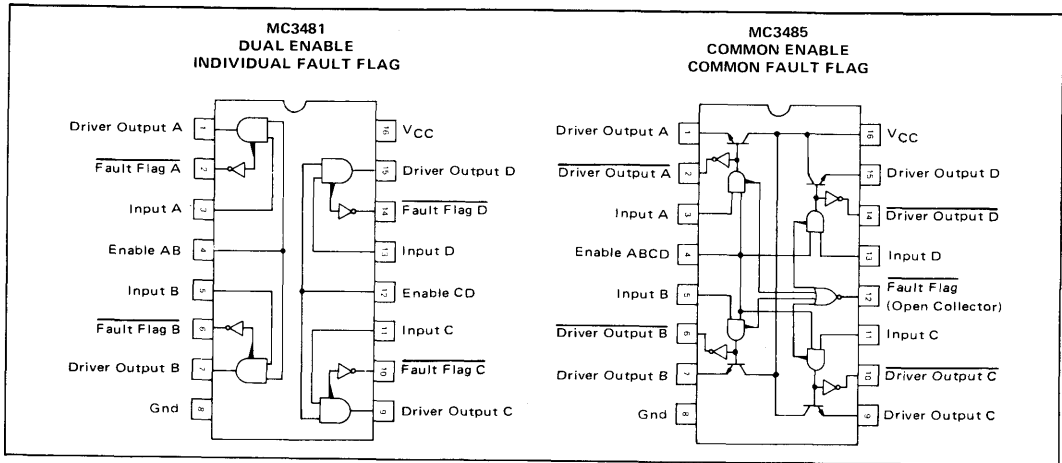 MC3481
DUAL ENABLE
INDIVIDUAL FAULT FLAG
Driver Output A
1
Fault Flag A
2
Input A
3
Enable AB
4
Input B
5
Fault Flag B
6
Driver Output B
7
Gnd
8
16
VCC
15
Driver Output D
14
Fault Flag D
13
Input D
12
Enable CD
11
Input C
10
Fault Flag C
9
Driver Output C
MC3485
COMMON ENABLE
COMMON FAULT FLAG
Driver Output A
1
Driver Output A
2
Input A
3
Enable ABCD
4
Input B
5
Driver Output B
6
Driver Output B
7
Gnd
8
16
VCC
15
Driver Output D
14
Driver Output D
13
Input D
12
Fault Flag
(Open Collector)
11
Input C
10
Driver Output C
9
Driver Output C